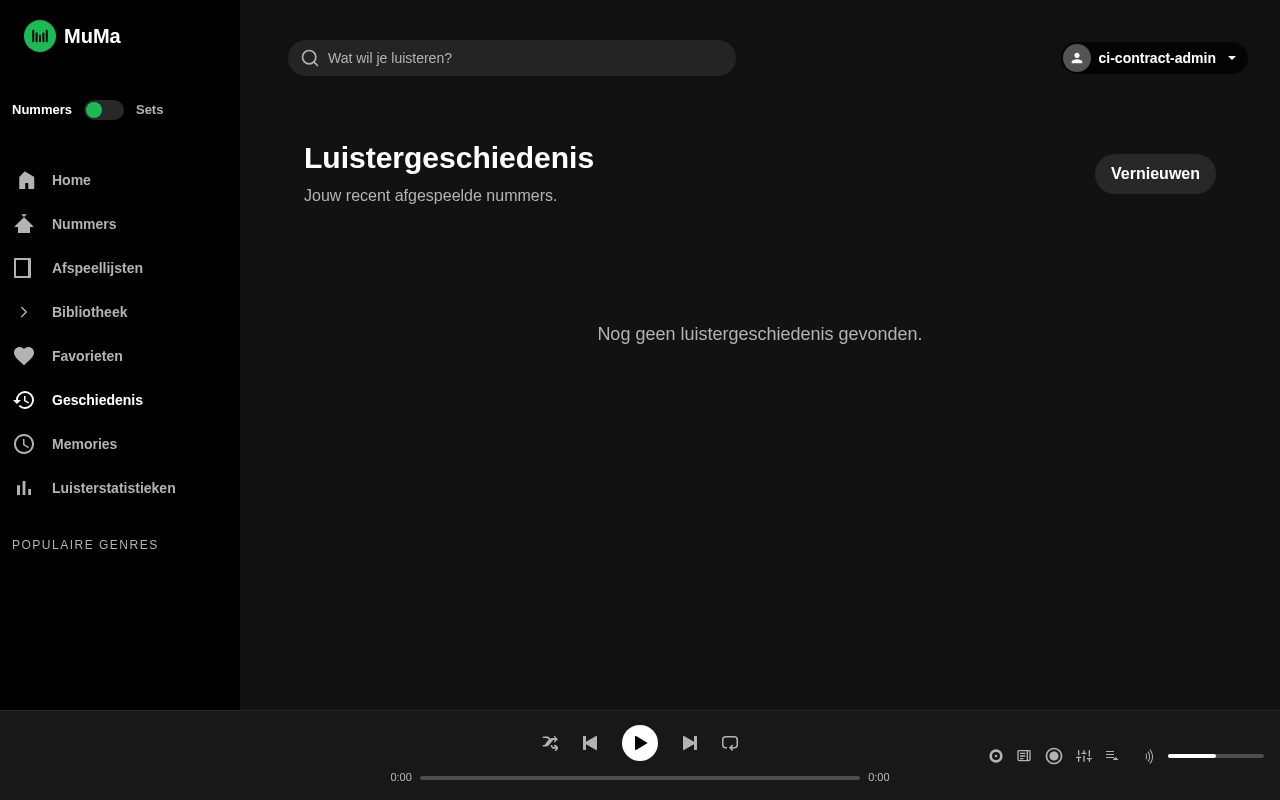 MuMa
Wat wil je luisteren?
ci-contract-admin
Nummers
Sets
Home
Nummers
Afspeellijsten
Bibliotheek
Favorieten
Geschiedenis
Memories
Luisterstatistieken
POPULAIRE GENRES
Luistergeschiedenis
Jouw recent afgespeelde nummers.
Vernieuwen
Nog geen luistergeschiedenis gevonden.
0:00
0:00